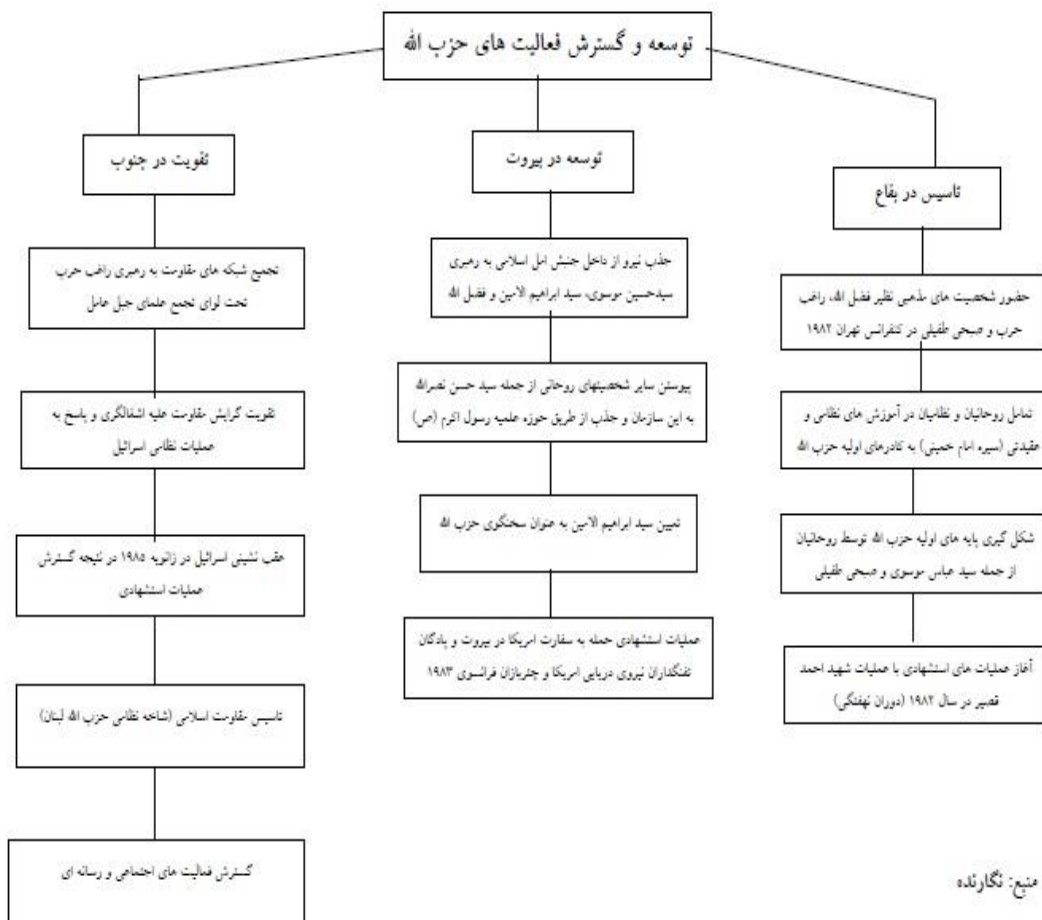 توسعه و گسترش فعالیت های حزب الله
تاسیس در بقاع
حضور شخصیت های مذهبی نظیر فضل الله، راغب
حرب و صبحی طفیلی در کنفرانس تهران ۱۹۸۲
تعامل روحانیان و نظامیان در آموزش های نظامی و
عقیدتی (سیره امام خمینی) به کادرهای اولیه حزب الله
شکل گیری پایه های اولیه حزب الله توسط روحانیان
از جمله سید عباس موسوی و صبحی طفیلی
آغاز عملیات های استشهادی با عملیات شهید احمد
قصیر در سال ۱۹۸۲ (دوران نهفتگی)
توسعه در بیروت
جذب نیرو از داخل جنبش امل اسلامی به رهبری
سیدحسین موسوی، سید ابراهیم الامین و فضل الله
پیوستن سایر شخصیتهای روحانی از جمله سید حسن نصرالله
به این سازمان و جذب از طریق حوزه علمیه رسول اکرم (ص)
تعیین سید ابراهیم الامین به عنوان سخنگوی حزب الله
عملیات استشهادی حمله به سفارت امریکا در بیروت و پادگان
تفنگداران نیروی دریایی امریکا و چتربازان فرانسوی ۱۹۸۳
تقویت در جنوب
تجمیع شبکه های مقاومت به رهبری راغب حرب
تحت لوای تجمع علمای جبل عامل
تقویت گرایش مقاومت علیه اشغالگری و پاسخ به
عملیات نظامی اسرائیل
عقب نشینی اسرائیل در ژانویه ۱۹۸۵ در نتیجه گسترش
عملیات استشهادی
تاسیس مقاومت اسلامی (شاخه نظامی حزب الله لبنان)
گسترش فعالیت های اجتماعی و رسانه ای
منبع: نگارنده